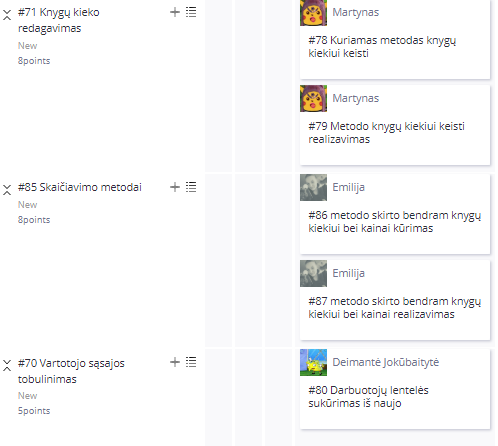 #71 Knygų kieko
redagavimas
New
8points
Martynas
#78 Kuriamas metodas knygų
kiekiui keisti
Martynas
#79 Metodo knygų kiekiui keisti
realizavimas
#85 Skaičiavimo metodai
New
8points
Emilija
#86 metodo skirto bendram knygų
kiekiui bei kainai kūrimas
Emilija
#87 metodo skirto bendram knygų
kiekiui bei kainai realizavimas
#70 Vartotojo sąsajos
tobulinimas
New
5points
Deimantė Jokūbaitytė
#80 Darbuotojų lentelės
sukūrimas iš naujo